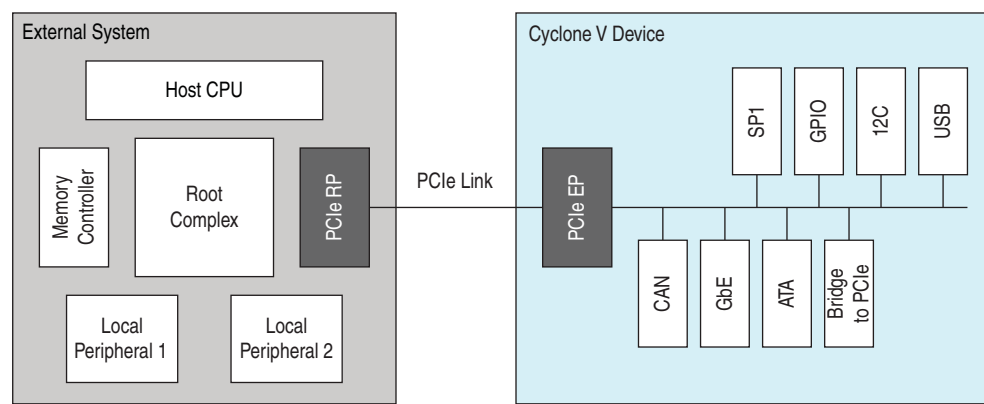 External System
Host CPU
Memory
Controller
Root
Complex
PCIe RP
Local
Peripheral 1
Local
Peripheral 2
PCIe Link
Cyclone V Device
PCIe EP
SP1
GPIO
12C
USB
CAN
GbE
ATA
Bridge
to PCIe